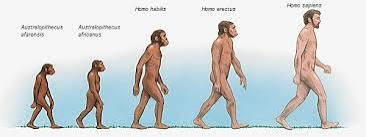 Australopithecus
afarensis
Australopithecus
africanus
Homo habilis
Homo erectus
Homo sapiens